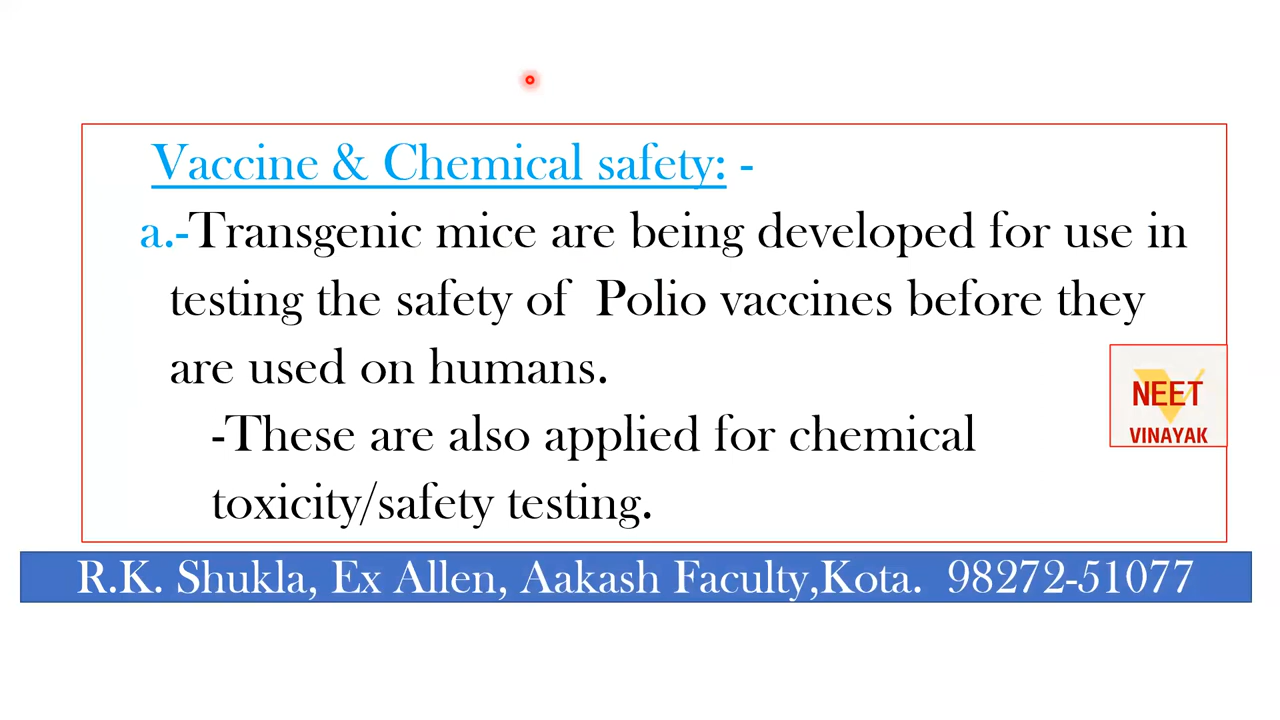 Vaccine & Chemical safety: -
a.-Transgenic mice are being developed for use in
testing the safety of Polio vaccines before they
are used on humans.
-These are also applied for chemical
toxicity/safety testing.
NEET
VINAYAK
R.K. Shukla, Ex Allen, Aakash Faculty,Kota. 98272-51077